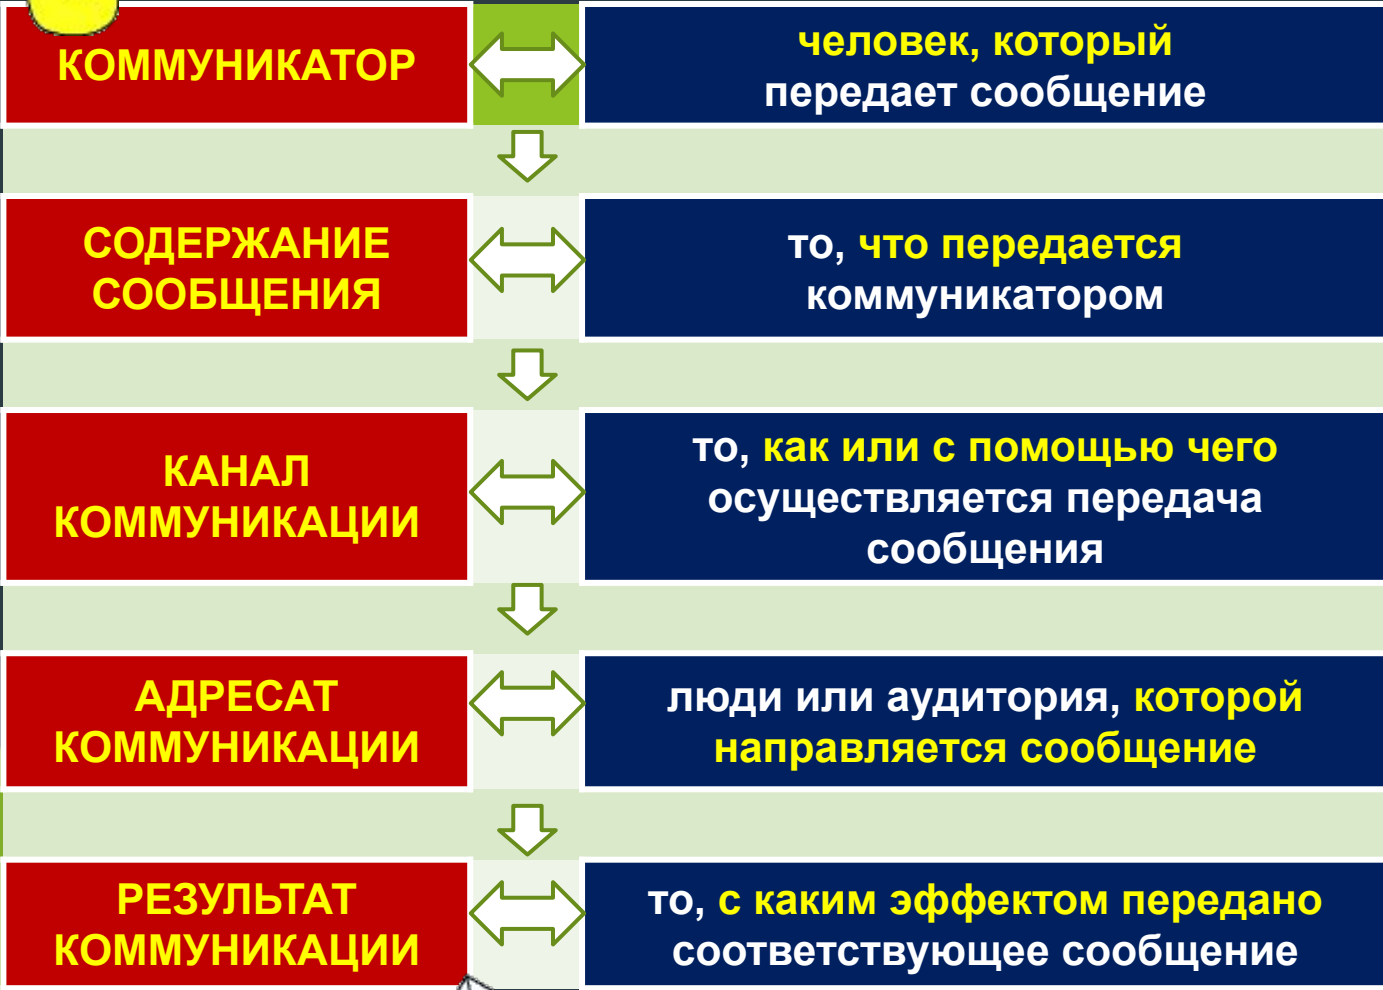 КОММУНИКАТОР
человек, который
передает сообщение
СОДЕРЖАНИЕ
СООБЩЕНИЯ
то, что передается
коммуникатором
КАНАЛ
КОММУНИКАЦИИ
то, как или с помощью чего
осуществляется передача
сообщения
АДРЕСАТ
КОММУНИКАЦИИ
люди или аудитория, которой
направляется сообщение
РЕЗУЛЬТАТ
КОММУНИКАЦИИ
то, с каким эффектом передано
соответствующее сообщение